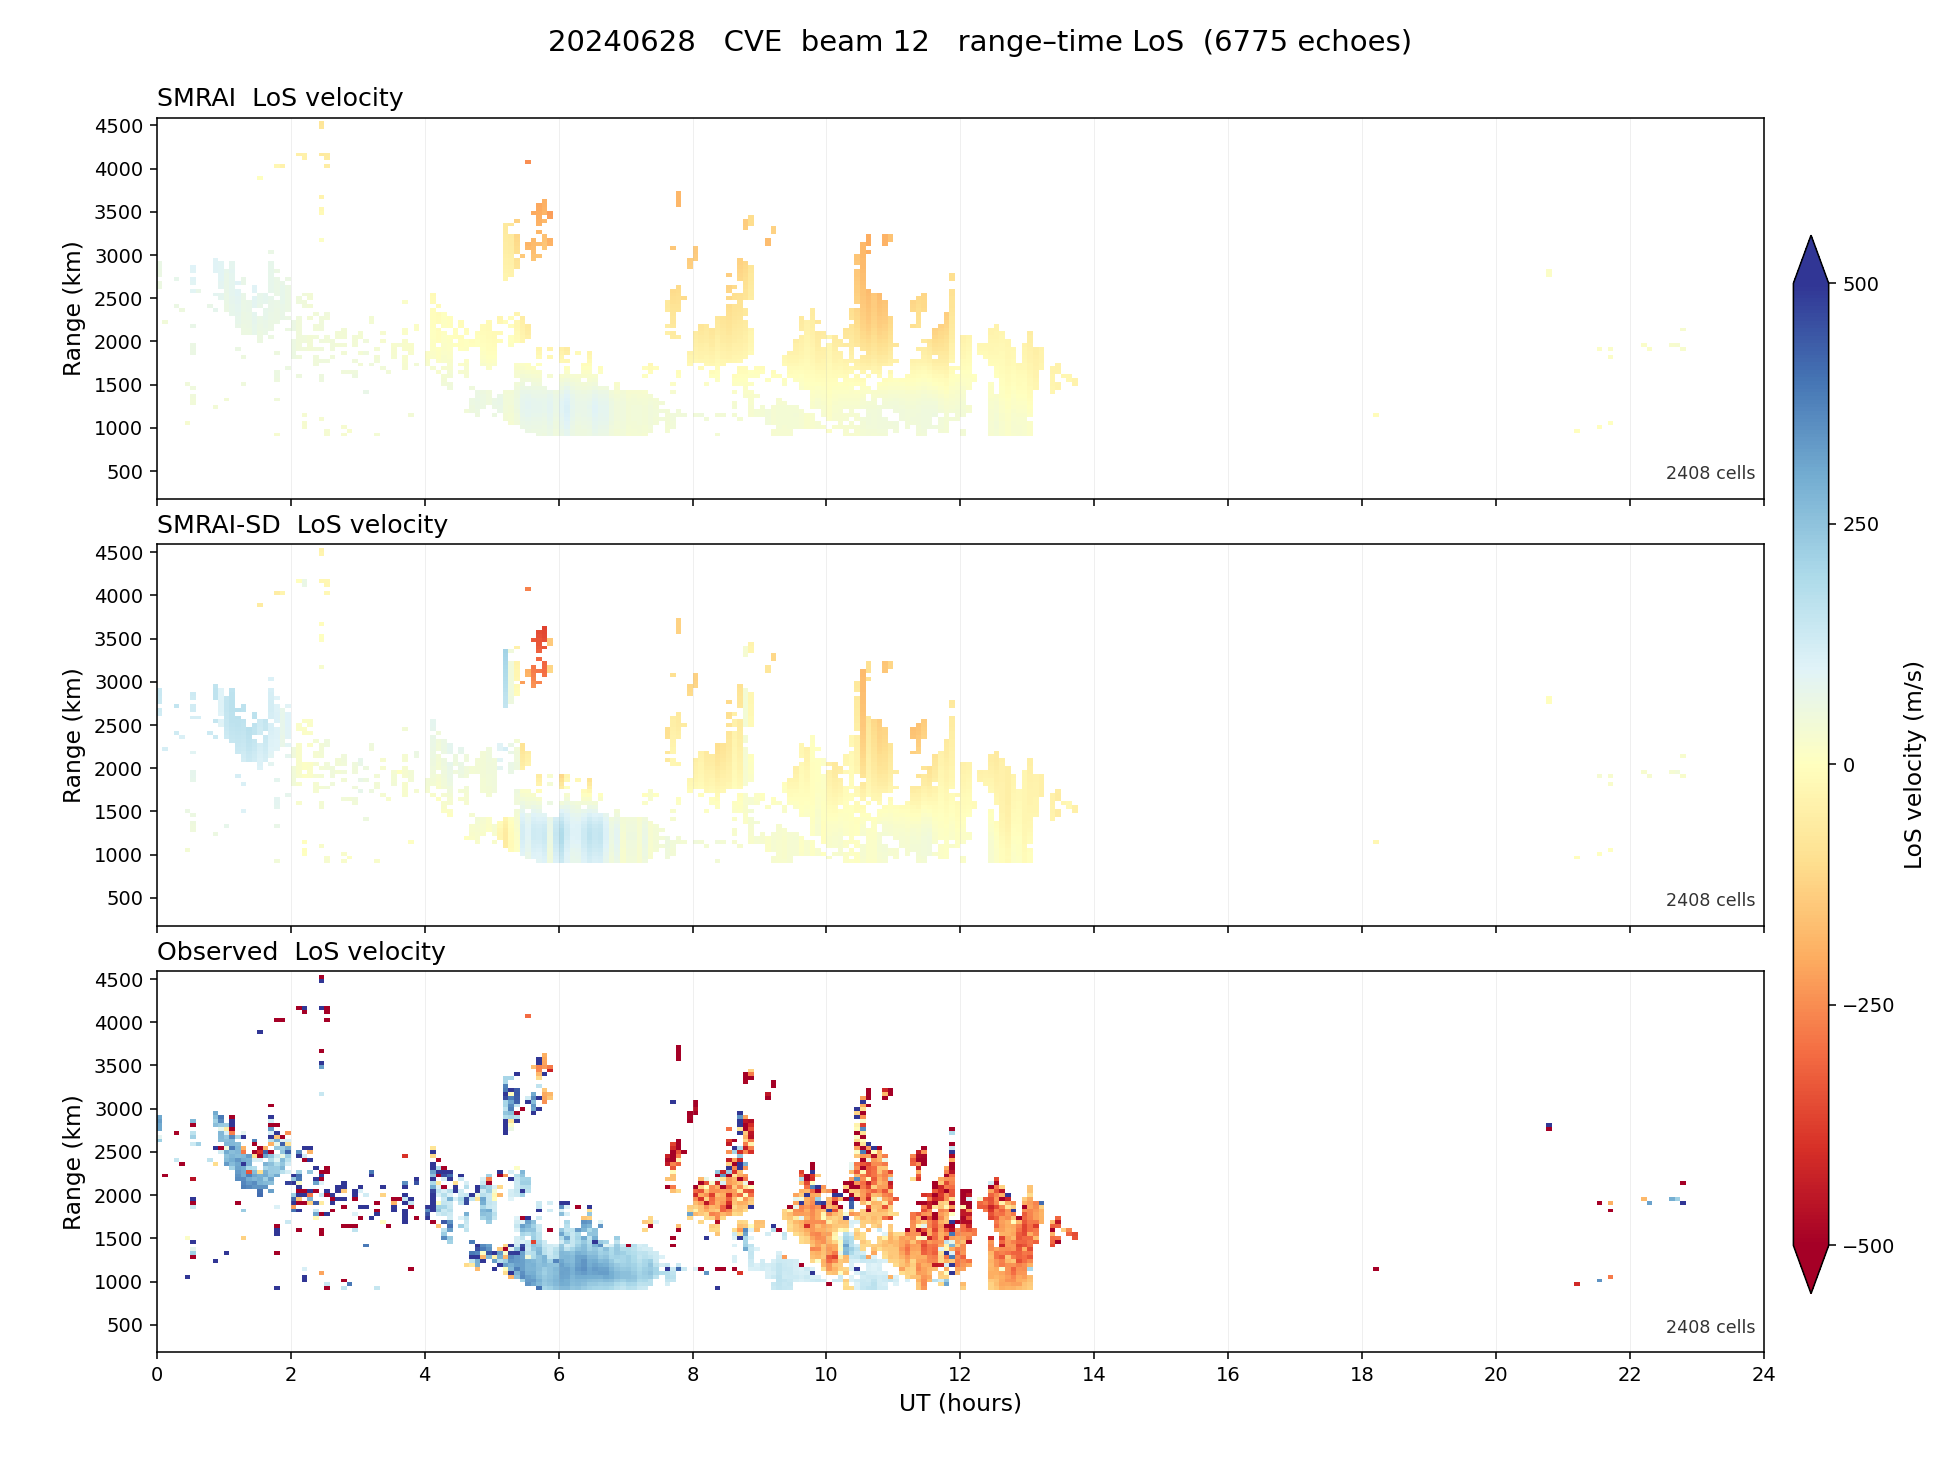 20240628   CVE  beam 12   range–time LoS  (6775 echoes)
SMRAI  LoS velocity
4500
4000
3500
3000
2500
2000
1500
1000
500
Range (km)
2408 cells
SMRAI-SD  LoS velocity
4500
4000
3500
3000
2500
2000
1500
1000
500
Range (km)
2408 cells
Observed  LoS velocity
4500
4000
3500
3000
2500
2000
1500
1000
500
Range (km)
2408 cells
0 2 4 6 8 10 12 14 16 18 20 22 24
UT (hours)
500
250
0
−250
−500
LoS velocity (m/s)